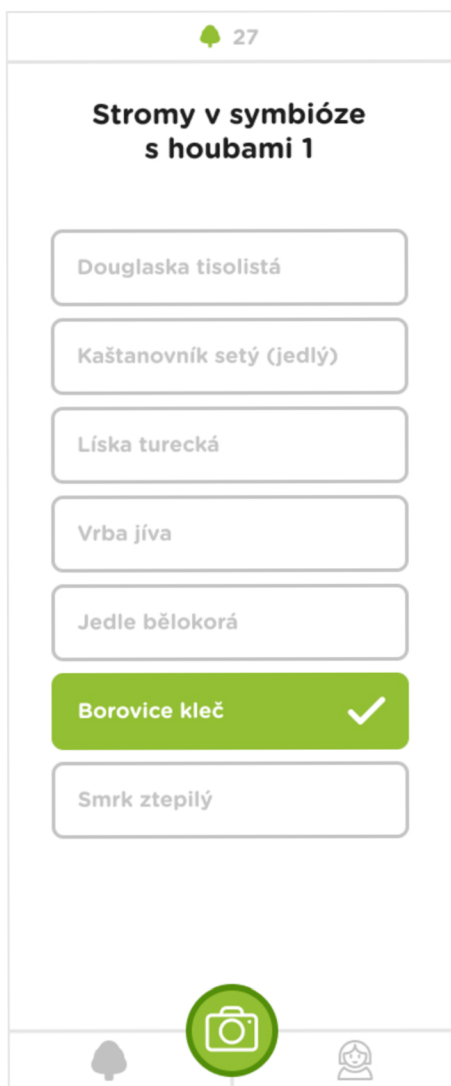 27
Stromy v symbióze
s houbami 1
Douglaska tisolistá
Kaštanovník setý (jedlý)
Líska turecká
Vrba jíva
Jedle bělokorá
Borovice kleč
Smrk ztepilý